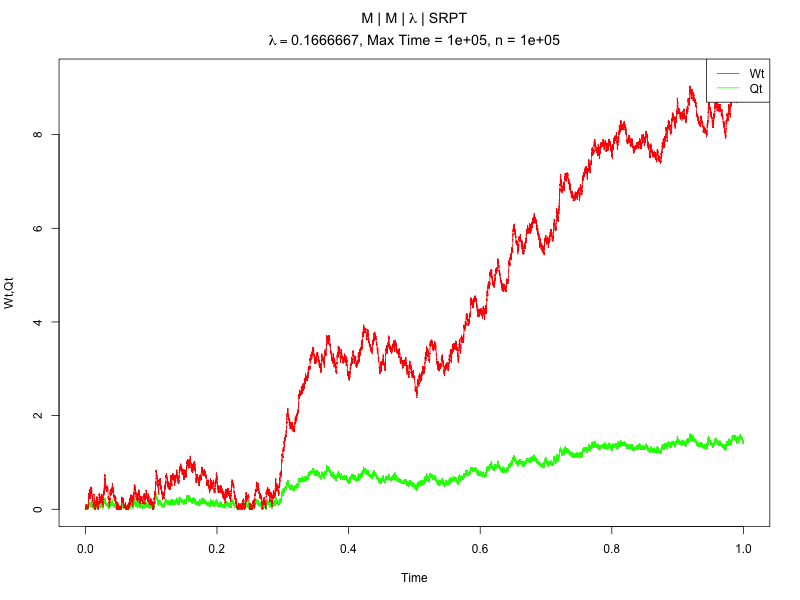 M | M | λ | SRPT
λ = 0.1666667, Max Time = 1e+05, n = 1e+05
Wt
Qt
8
6
4
2
0
Wt,Qt
0.0 0.2 0.4 0.6 0.8 1.0
Time